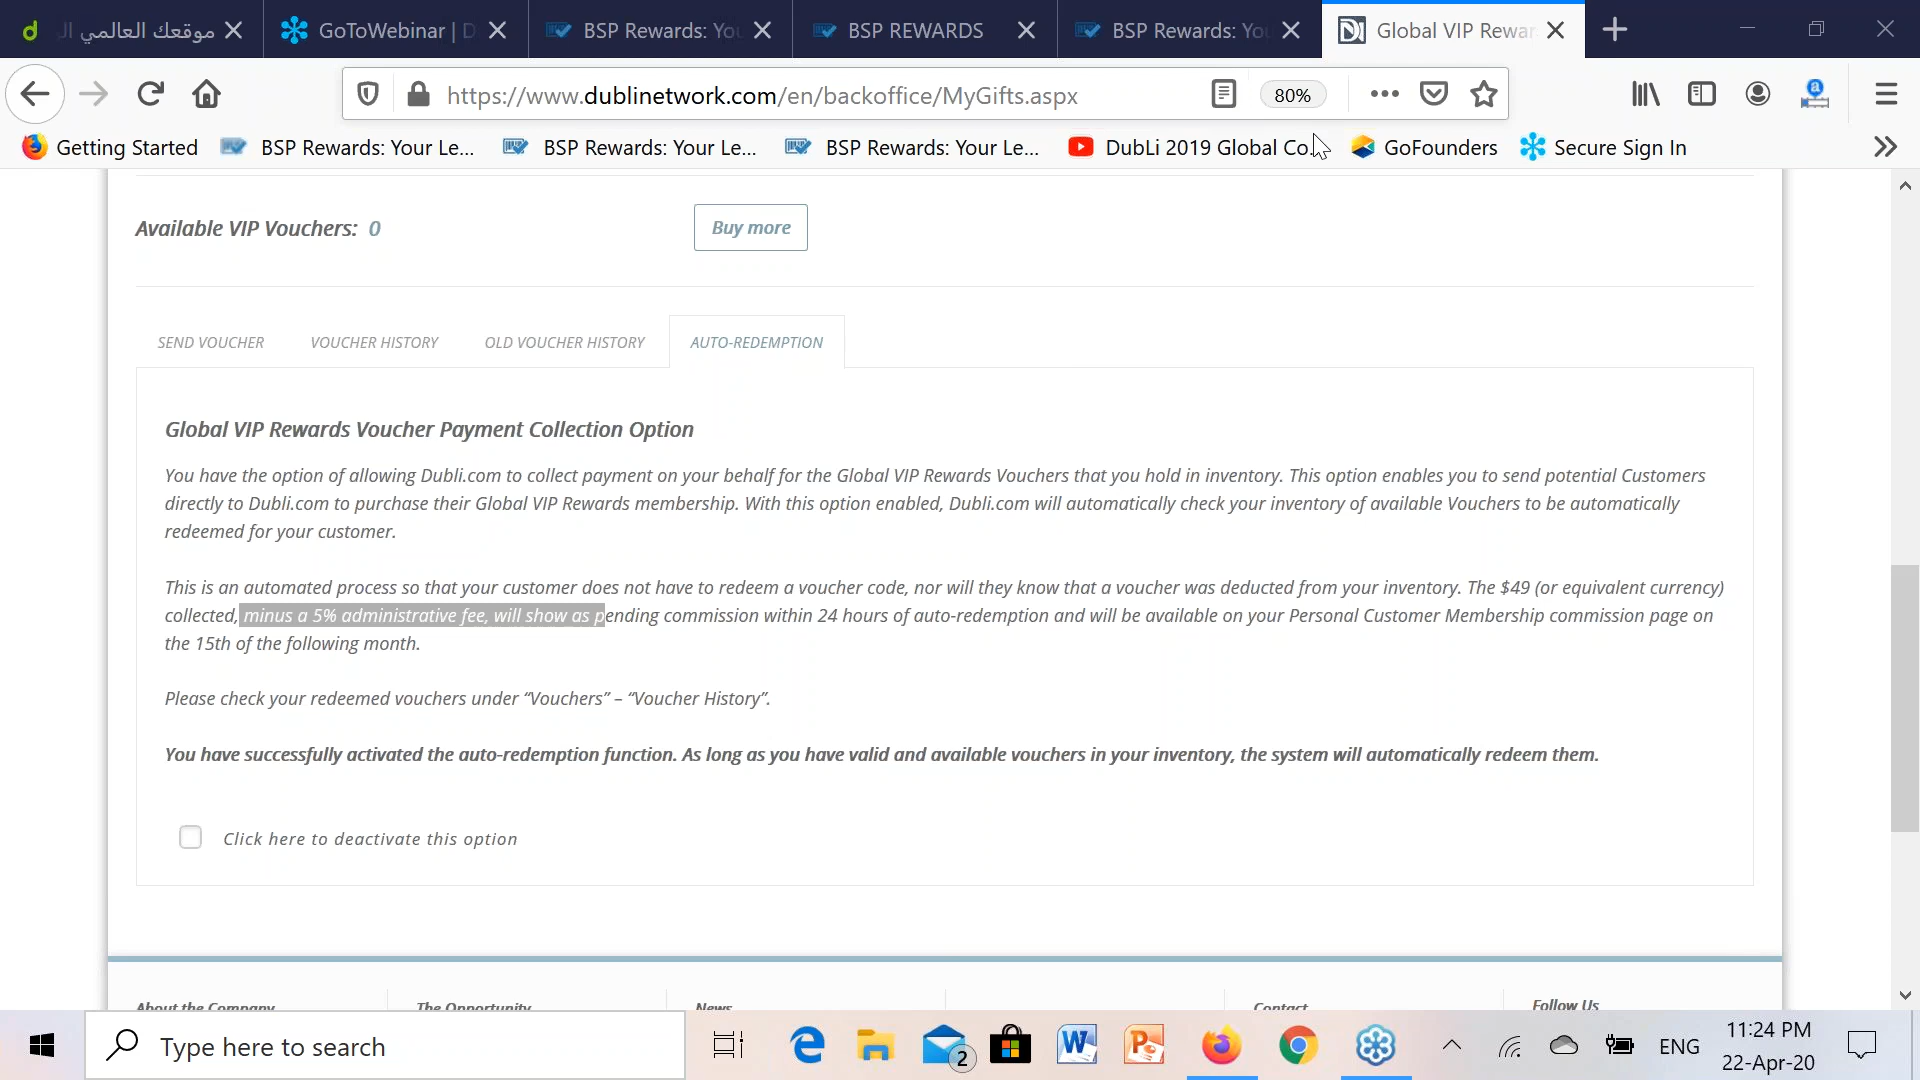 موقعك العالمي ال
GoToWebinar | D
BSP Rewards: You
BSP REWARDS
BSP Rewards: You
Global VIP Rewar
https://www.dublinetwork.com/en/backoffice/MyGifts.aspx
80%
Getting Started
BSP Rewards: Your Le...
BSP Rewards: Your Le...
BSP Rewards: Your Le...
DubLi 2019 Global Co...
GoFounders
Secure Sign In
Available VIP Vouchers: 0
Buy more
SEND VOUCHER
VOUCHER HISTORY
OLD VOUCHER HISTORY
AUTO-REDEMPTION
Global VIP Rewards Voucher Payment Collection Option
You have the option of allowing Dubli.com to collect payment on your behalf for the Global VIP Rewards Vouchers that you hold in inventory. This option enables you to send potential Customers
directly to Dubli.com to purchase their Global VIP Rewards membership. With this option enabled, Dubli.com will automatically check your inventory of available Vouchers to be automatically
redeemed for your customer.
This is an automated process so that your customer does not have to redeem a voucher code, nor will they know that a voucher was deducted from your inventory. The $49 (or equivalent currency)
collected, minus a 5% administrative fee, will show as pending commission within 24 hours of auto-redemption and will be available on your Personal Customer Membership commission page on
the 15th of the following month.
Please check your redeemed vouchers under “Vouchers” – “Voucher History”.
You have successfully activated the auto-redemption function. As long as you have valid and available vouchers in your inventory, the system will automatically redeem them.
Click here to deactivate this option
About the Company
The Opportunity
News
Contact
Follow Us
Type here to search
2
ENG
11:24 PM
22-Apr-20